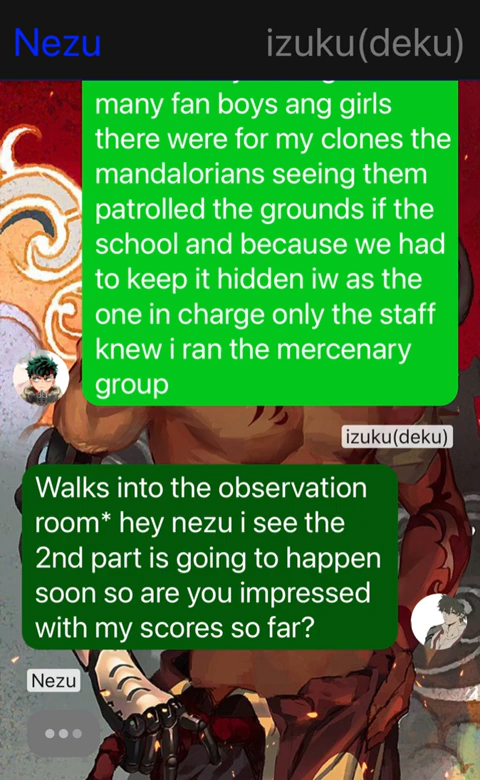 Nezu izuku(deku)
many fan boys ang girls
there were for my clones the
mandalorians seeing them
patrolled the grounds if the
school and because we had
to keep it hidden iw as the
one in charge only the staff
knew i ran the mercenary
group
izuku(deku)
Walks into the observation
room* hey nezu i see the
2nd part is going to happen
soon so are you impressed
with my scores so far?
Nezu